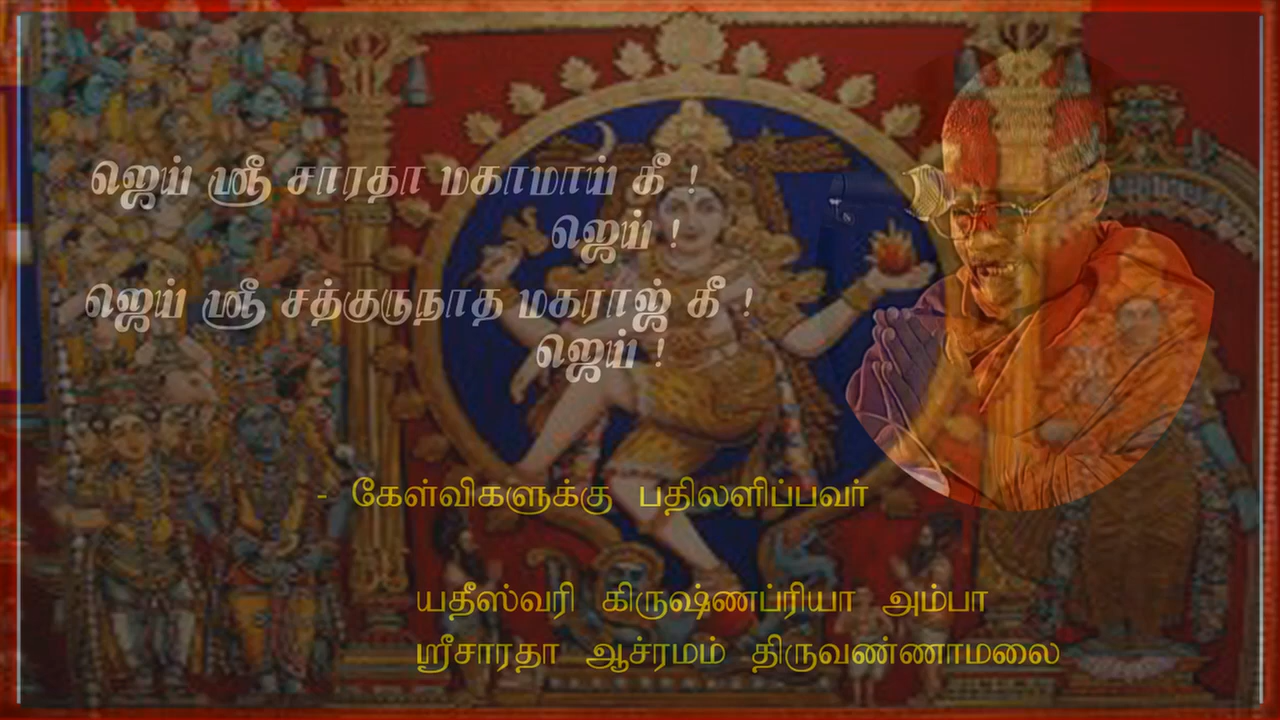 ஜெய் ஸ்ரீ சாரதா மகாமாய் கீ !
ஜெய் !
ஜெய் ஸ்ரீ சத்குருநாத மகராஜ் கீ !
ஜெய் !
- கேள்விகளுக்கு பதிலளிப்பவர்
யதீஸ்வரி கிருஷ்ணப்ரியா அம்பா
ஸ்ரீசாரதா ஆச்ரமம் திருவண்ணாமலை